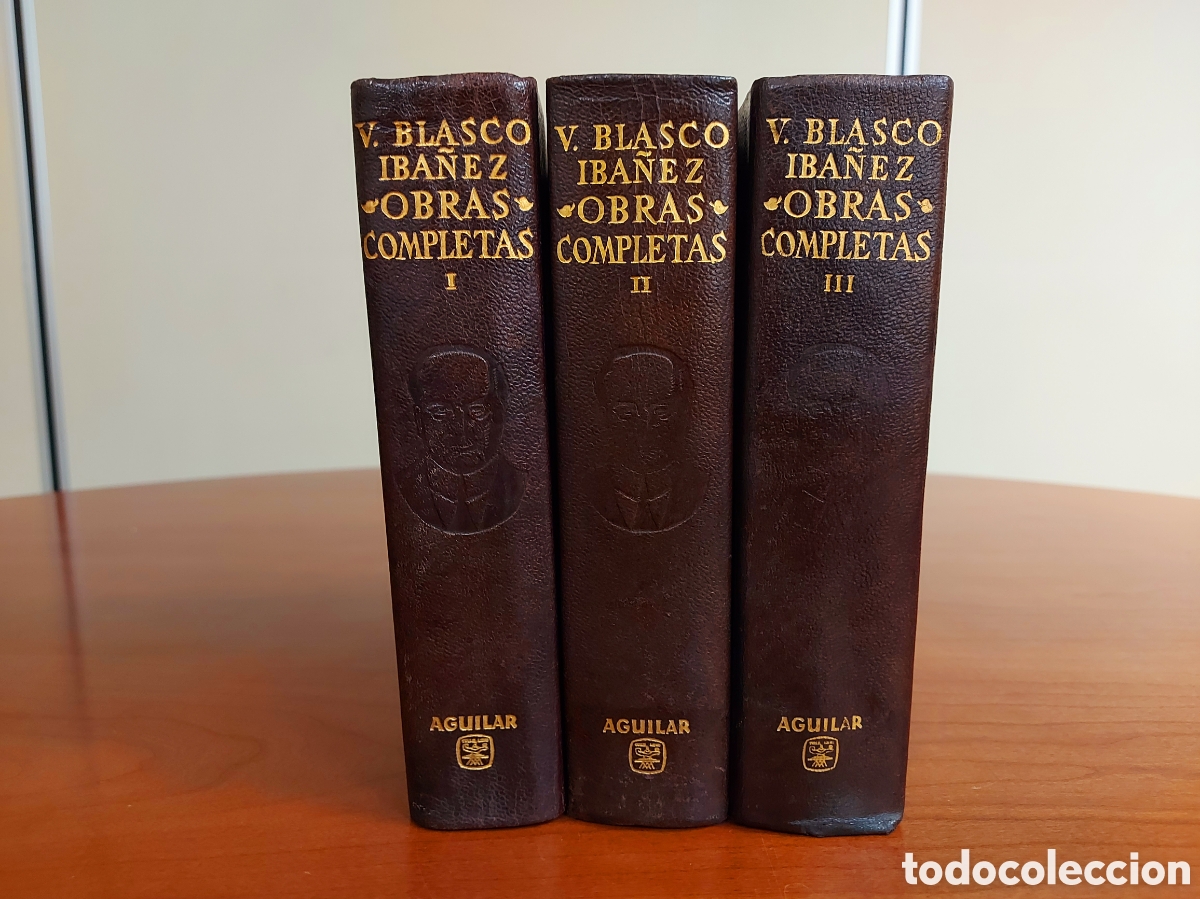 V. BLASCO
IBAÑEZ
OBRAS
COMPLETAS
I
AGUILAR
V. BLASCO
IBAÑEZ
OBRAS
COMPLETAS
II
AGUILAR
V. BLASCO
IBAÑEZ
OBRAS
COMPLETAS
III
AGUILAR
todocoleccion